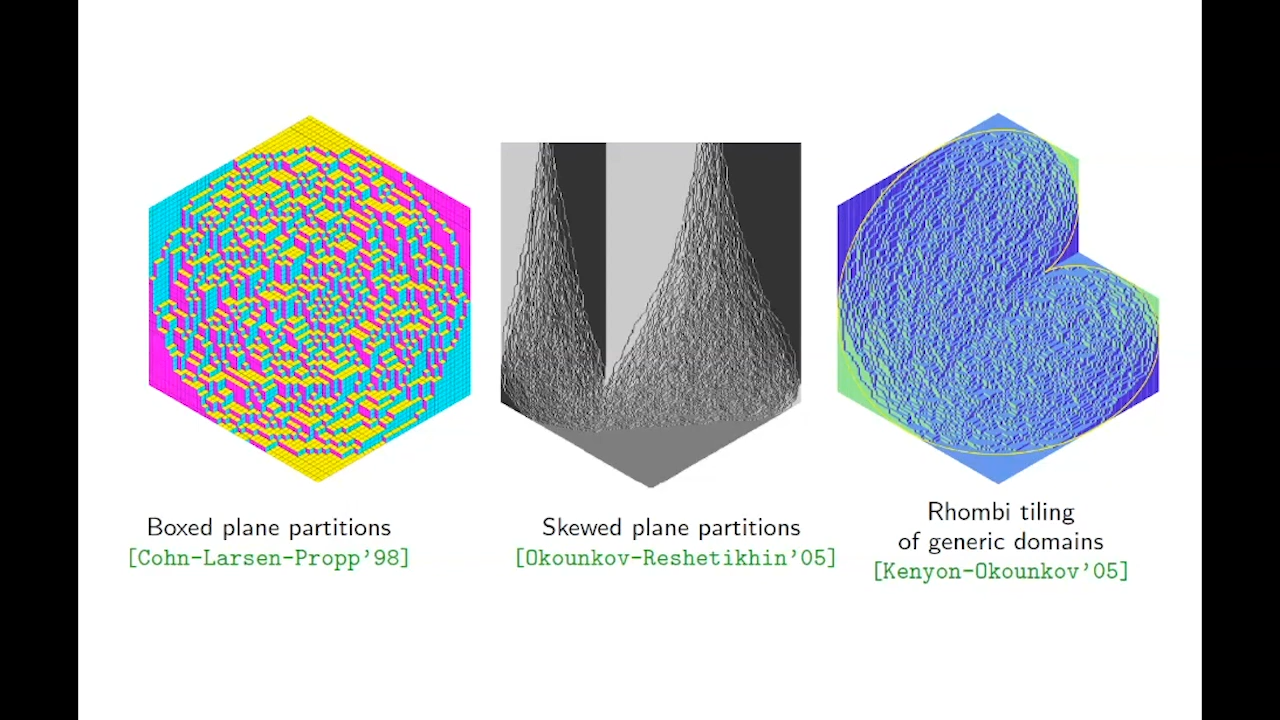 Boxed plane partitions
[Cohn-Larsen-Propp'98]
Skewed plane partitions
[Okounkov-Reshetikhin'05]
Rhombi tiling
of generic domains
[Kenyon-Okounkov'05]